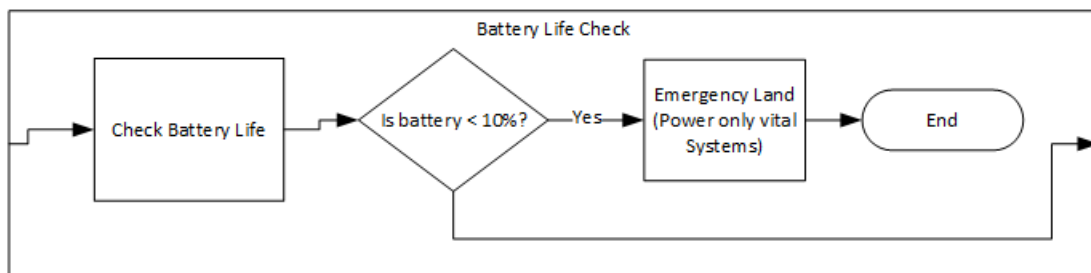 Battery Life Check
Check Battery Life
Is battery < 10%?
Yes
Emergency Land
(Power only vital
Systems)
End